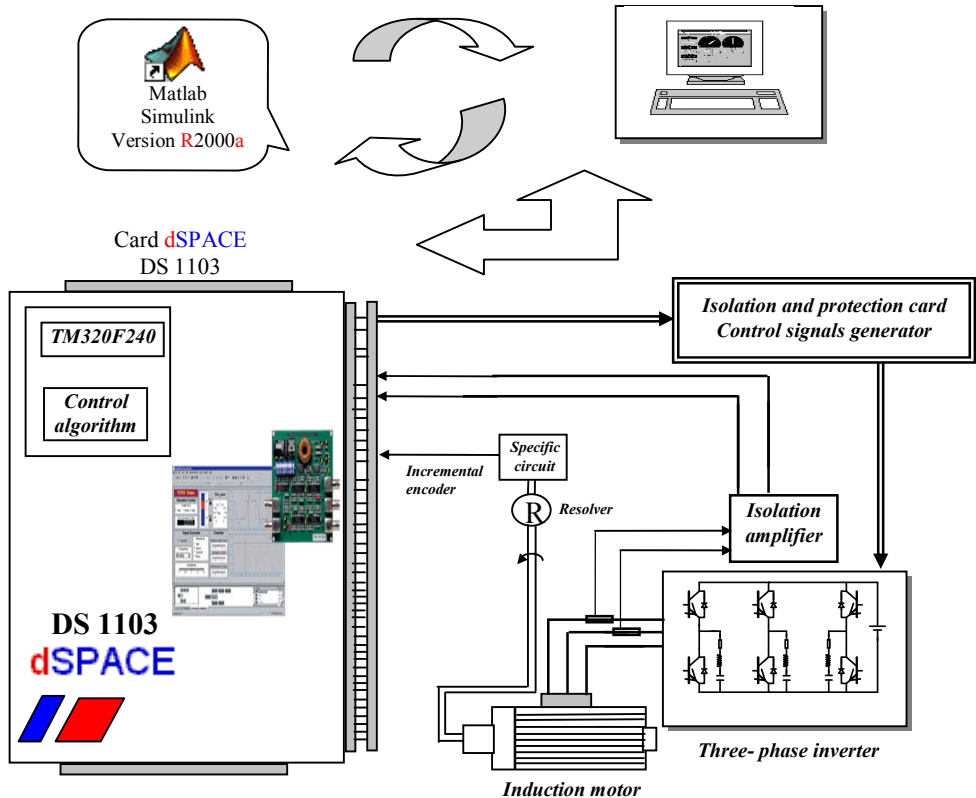 Matlab
Simulink
Version R2000a
Card dSPACE
DS 1103
TM320F240
Control
algorithm
DS 1103
dSPACE
Isolation and protection card
Control signals generator
Specific
circuit
Incremental
encoder
R
Resolver
Isolation
amplifier
Three- phase inverter
Induction motor